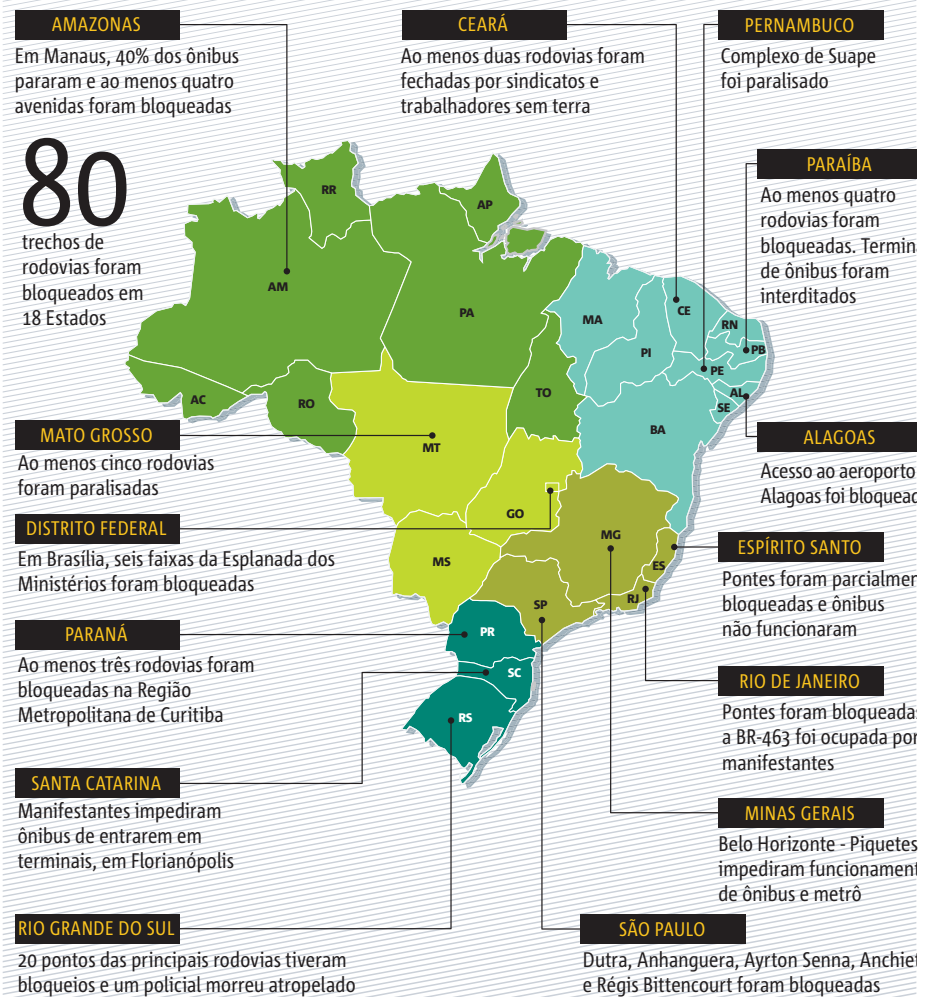 AMAZONAS
Em Manaus, 40% dos ônibus
pararam e ao menos quatro
avenidas foram bloqueadas
CEARÁ
Ao menos duas rodovias foram
fechadas por sindicatos e
trabalhadores sem terra
PERNAMBUCO
Complexo de Suape
foi paralisado
80
trechos de
rodovias foram
bloqueados em
18 Estados
PARAÍBA
Ao menos quatro
rodovias foram
bloqueadas. Termina
de ônibus foram
interditados
RR
AP
AM
PA
MA
CE
RN
PB
PI
PE
AL
SE
AC
RO
TO
BA
MT
GO
MG
MS
ES
SP
RJ
PR
SC
RS
MATO GROSSO
Ao menos cinco rodovias
foram paralisadas
ALAGOAS
Acesso ao aeroporto
Alagoas foi bloquead
DISTRITO FEDERAL
Em Brasília, seis faixas da Esplanada dos
Ministérios foram bloqueadas
ESPÍRITO SANTO
Pontes foram parcialmen
bloqueadas e ônibus
não funcionaram
PARANÁ
Ao menos três rodovias foram
bloqueadas na Região
Metropolitana de Curitiba
RIO DE JANEIRO
Pontes foram bloqueadas
a BR-463 foi ocupada por
manifestantes
SANTA CATARINA
Manifestantes impediram
ônibus de entrarem em
terminais, em Florianópolis
MINAS GERAIS
Belo Horizonte - Piquetes
impediram funcionament
de ônibus e metrô
RIO GRANDE DO SUL
20 pontos das principais rodovias tiveram
bloqueios e um policial morreu atropelado
SÃO PAULO
Dutra, Anhanguera, Ayrton Senna, Anchiet
e Régis Bittencourt foram bloqueadas